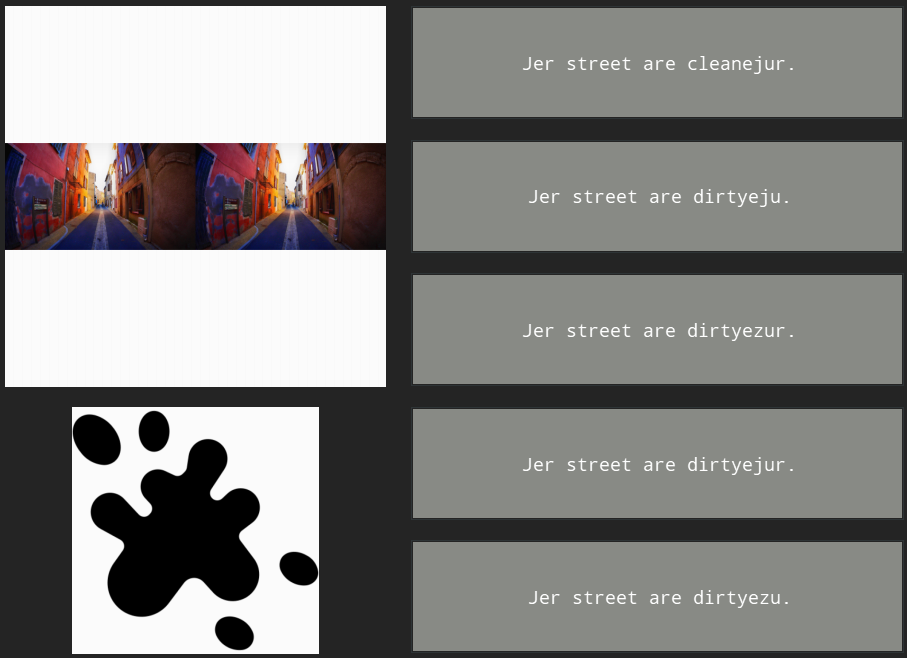 Jer street are cleanejur.
Jer street are dirtyeju.
Jer street are dirtyezur.
Jer street are dirtyejur.
Jer street are dirtyezu.